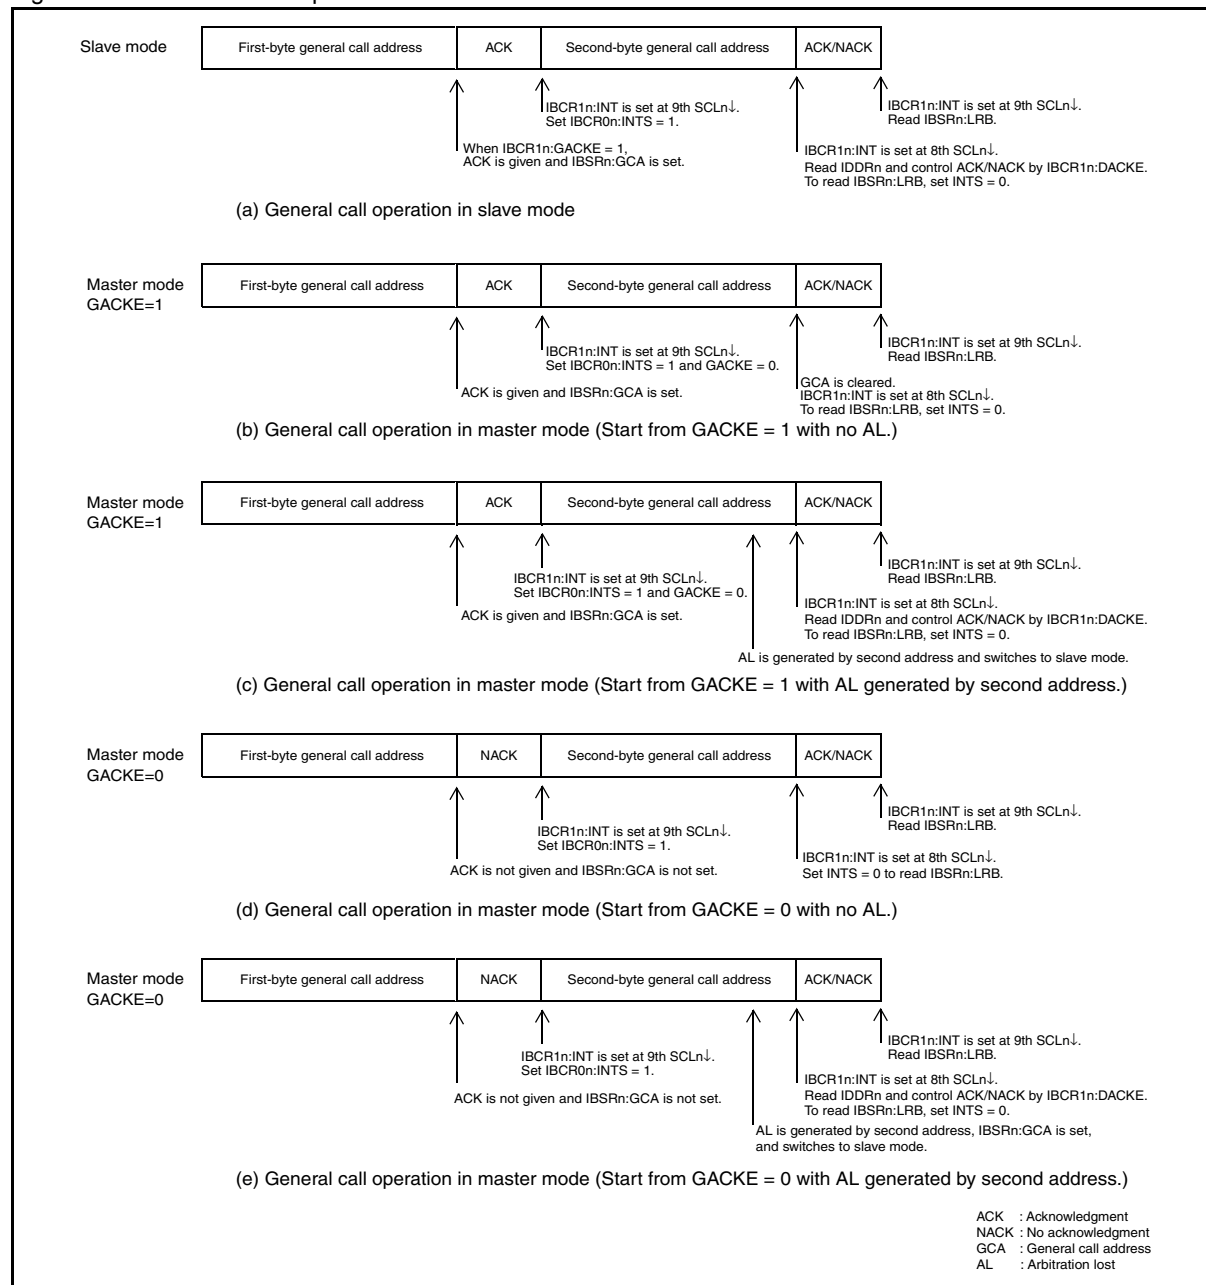 Slave mode
First-byte general call address
ACK
Second-byte general call address
ACK/NACK
IBCR1n:INT is set at 9th SCLn↓.
Set IBCR0n:INTS = 1.
IBCR1n:INT is set at 9th SCLn↓.
Read IBSRn:LRB.
When IBCR1n:GACKE = 1,
ACK is given and IBSRn:GCA is set.
IBCR1n:INT is set at 8th SCLn↓.
Read IDDRn and control ACK/NACK by IBCR1n:DACKE.
To read IBSRn:LRB, set INTS = 0.
(a) General call operation in slave mode
Master mode
GACKE=1
First-byte general call address
ACK
Second-byte general call address
ACK/NACK
IBCR1n:INT is set at 9th SCLn↓.
Set IBCR0n:INTS = 1 and GACKE = 0.
IBCR1n:INT is set at 9th SCLn↓.
Read IBSRn:LRB.
ACK is given and IBSRn:GCA is set.
GCA is cleared.
IBCR1n:INT is set at 8th SCLn↓.
To read IBSRn:LRB, set INTS = 0.
(b) General call operation in master mode (Start from GACKE = 1 with no AL.)
Master mode
GACKE=1
First-byte general call address
ACK
Second-byte general call address
ACK/NACK
IBCR1n:INT is set at 9th SCLn↓.
Set IBCR0n:INTS = 1 and GACKE = 0.
IBCR1n:INT is set at 9th SCLn↓.
Read IBSRn:LRB.
ACK is given and IBSRn:GCA is set.
IBCR1n:INT is set at 8th SCLn↓.
Read IDDRn and control ACK/NACK by IBCR1n:DACKE.
To read IBSRn:LRB, set INTS = 0.
AL is generated by second address and switches to slave mode.
(c) General call operation in master mode (Start from GACKE = 1 with AL generated by second address.)
Master mode
GACKE=0
First-byte general call address
NACK
Second-byte general call address
ACK/NACK
IBCR1n:INT is set at 9th SCLn↓.
Set IBCR0n:INTS = 1.
IBCR1n:INT is set at 9th SCLn↓.
Read IBSRn:LRB.
ACK is not given and IBSRn:GCA is not set.
IBCR1n:INT is set at 8th SCLn↓.
Set INTS = 0 to read IBSRn:LRB.
(d) General call operation in master mode (Start from GACKE = 0 with no AL.)
Master mode
GACKE=0
First-byte general call address
NACK
Second-byte general call address
ACK/NACK
IBCR1n:INT is set at 9th SCLn↓.
Set IBCR0n:INTS = 1.
IBCR1n:INT is set at 9th SCLn↓.
Read IBSRn:LRB.
ACK is not given and IBSRn:GCA is not set.
IBCR1n:INT is set at 8th SCLn↓.
Read IDDRn and control ACK/NACK by IBCR1n:DACKE.
To read IBSRn:LRB, set INTS = 0.
AL is generated by second address, IBSRn:GCA is set,
and switches to slave mode.
(e) General call operation in master mode (Start from GACKE = 0 with AL generated by second address.)
ACK : Acknowledgment
NACK : No acknowledgment
GCA : General call address
AL : Arbitration lost